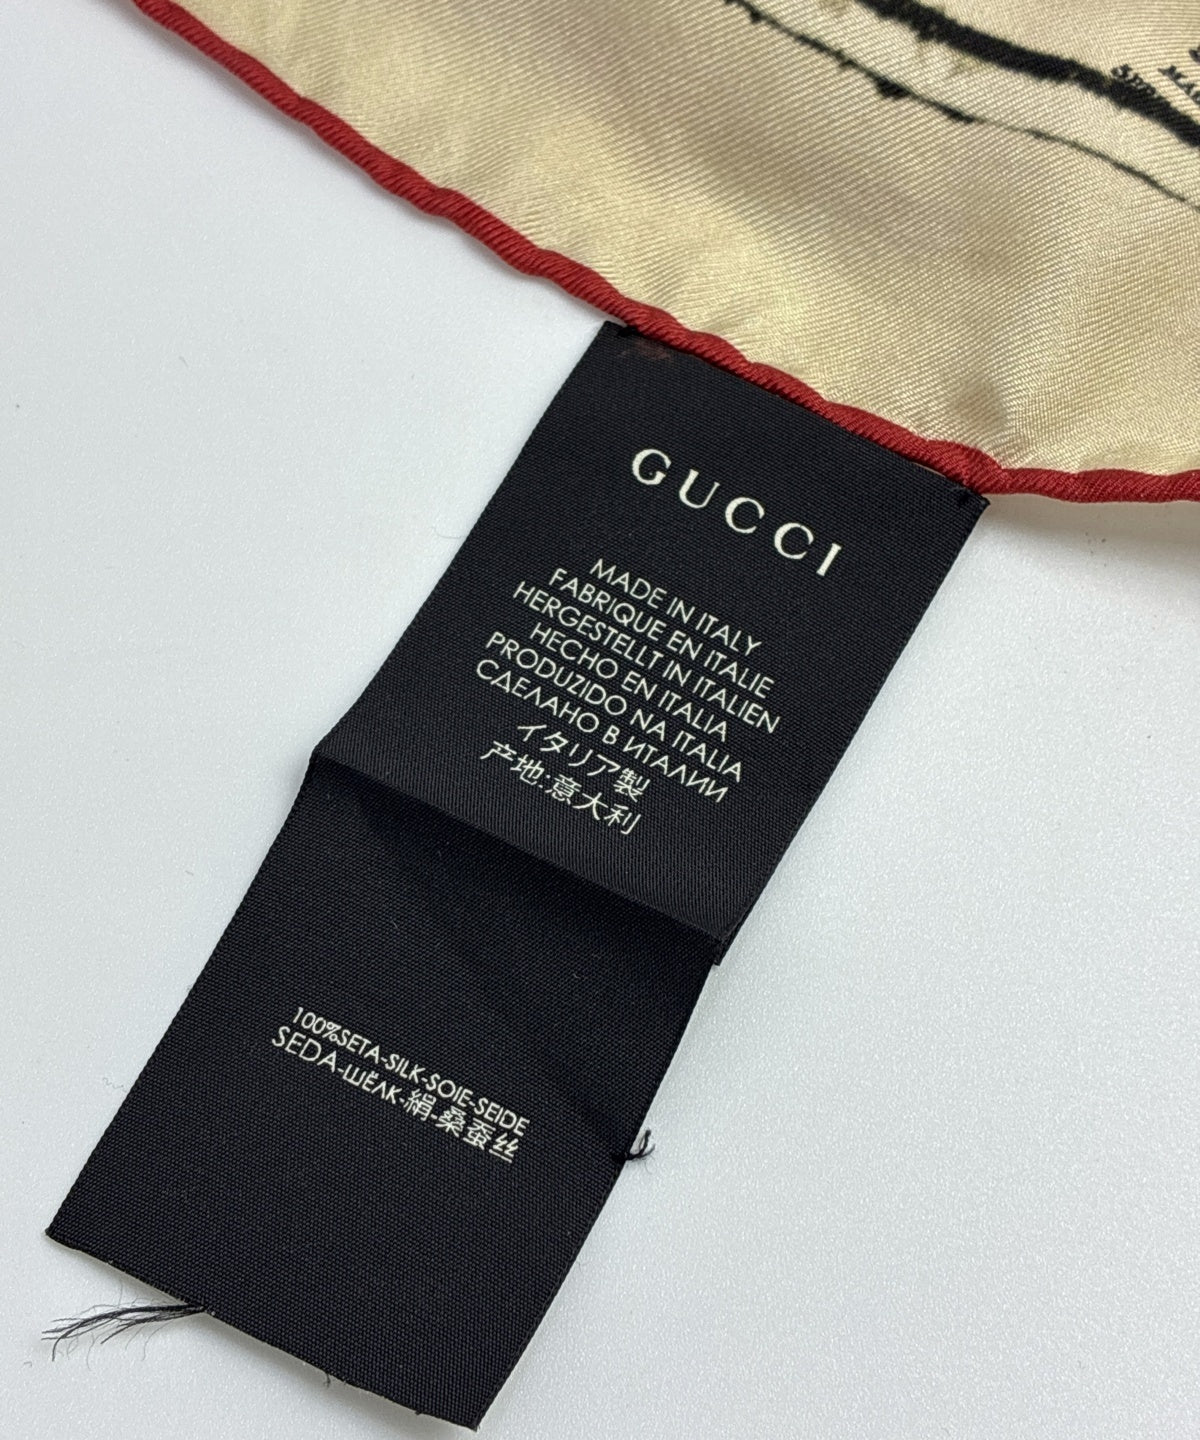 GUCCI
MADE IN ITALY
FABRIQUE EN ITALIE
HERGESTELLT IN ITALIEN
HECHO EN ITALIA
PRODUZIDO NA ITALIA
СДЕЛАНО В ИТАЛИИ
イタリア製
产地:意大利
100%SETA-SILK-SOIE-SEIDE
SEDA-ШЁЛК-絹-桑蚕丝